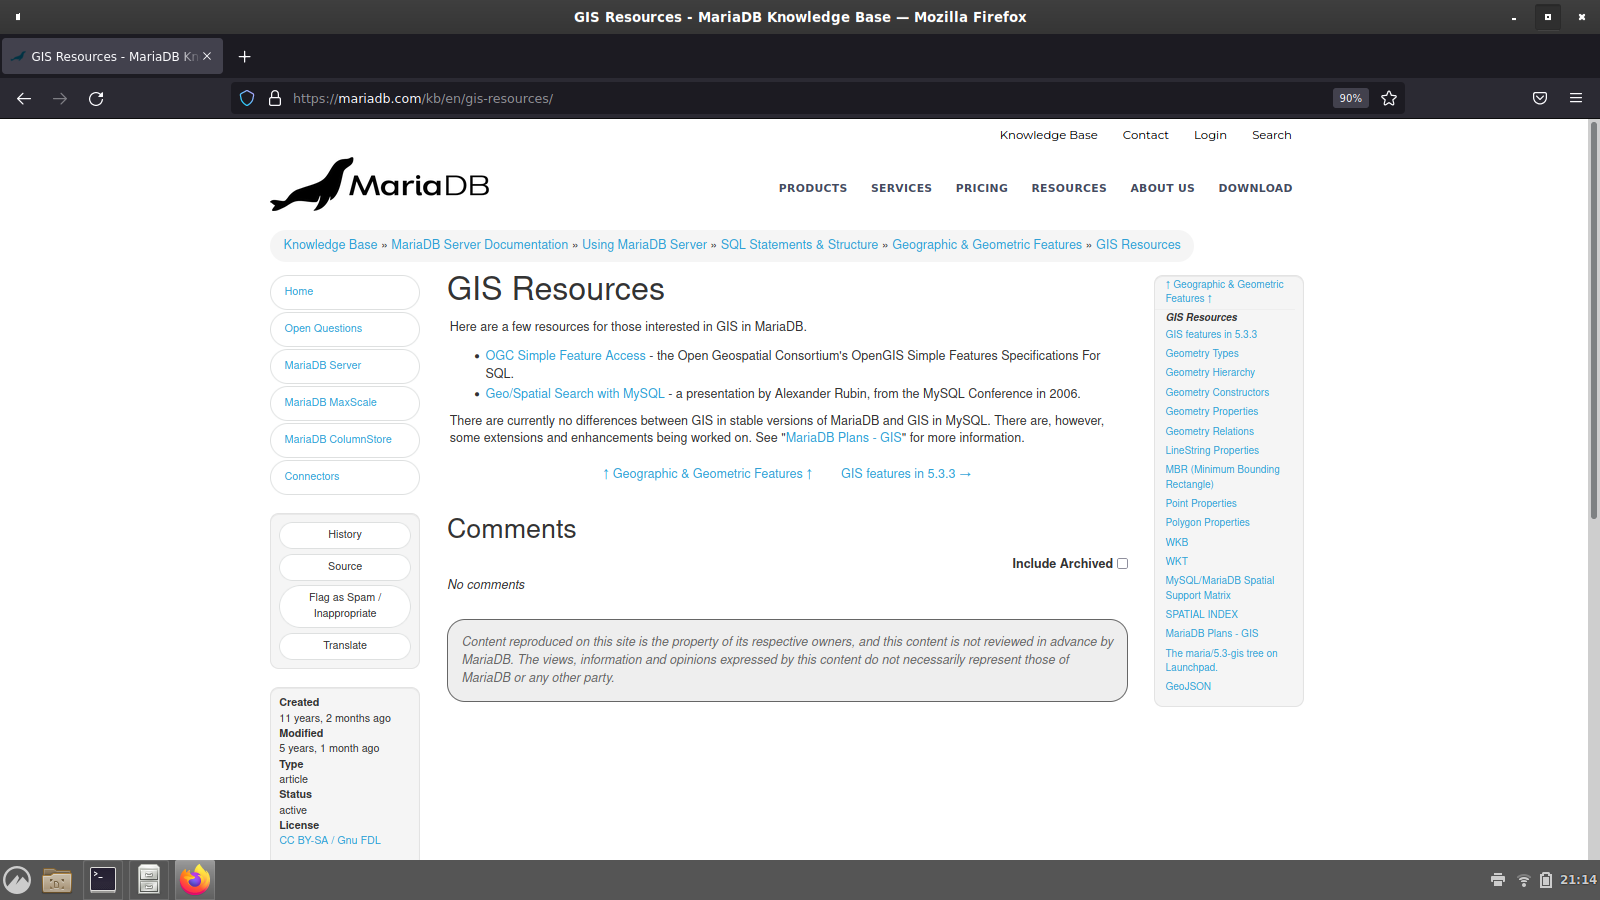 GIS Resources - MariaDB Knowledge Base — Mozilla Firefox
GIS Resources - MariaDB Kn
https://mariadb.com/kb/en/gis-resources/
90%
Knowledge Base Contact Login Search
MariaDB
PRODUCTS SERVICES PRICING RESOURCES ABOUT US DOWNLOAD
Knowledge Base » MariaDB Server Documentation » Using MariaDB Server » SQL Statements & Structure » Geographic & Geometric Features » GIS Resources
Home
Open Questions
MariaDB Server
MariaDB MaxScale
MariaDB ColumnStore
Connectors
History
Source
Flag as Spam /
Inappropriate
Translate
Created
11 years, 2 months ago
Modified
5 years, 1 month ago
Type
article
Status
active
License
CC BY-SA / Gnu FDL
GIS Resources
Here are a few resources for those interested in GIS in MariaDB.
• OGC Simple Feature Access - the Open Geospatial Consortium's OpenGIS Simple Features Specifications For
SQL.
• Geo/Spatial Search with MySQL - a presentation by Alexander Rubin, from the MySQL Conference in 2006.
There are currently no differences between GIS in stable versions of MariaDB and GIS in MySQL. There are, however,
some extensions and enhancements being worked on. See "MariaDB Plans - GIS" for more information.
↑ Geographic & Geometric Features ↑ GIS features in 5.3.3 →
Comments
Include Archived
No comments
Content reproduced on this site is the property of its respective owners, and this content is not reviewed in advance by
MariaDB. The views, information and opinions expressed by this content do not necessarily represent those of
MariaDB or any other party.
↑ Geographic & Geometric
Features ↑
GIS Resources
GIS features in 5.3.3
Geometry Types
Geometry Hierarchy
Geometry Constructors
Geometry Properties
Geometry Relations
LineString Properties
MBR (Minimum Bounding
Rectangle)
Point Properties
Polygon Properties
WKB
WKT
MySQL/MariaDB Spatial
Support Matrix
SPATIAL INDEX
MariaDB Plans - GIS
The maria/5.3-gis tree on
Launchpad.
GeoJSON
21:14